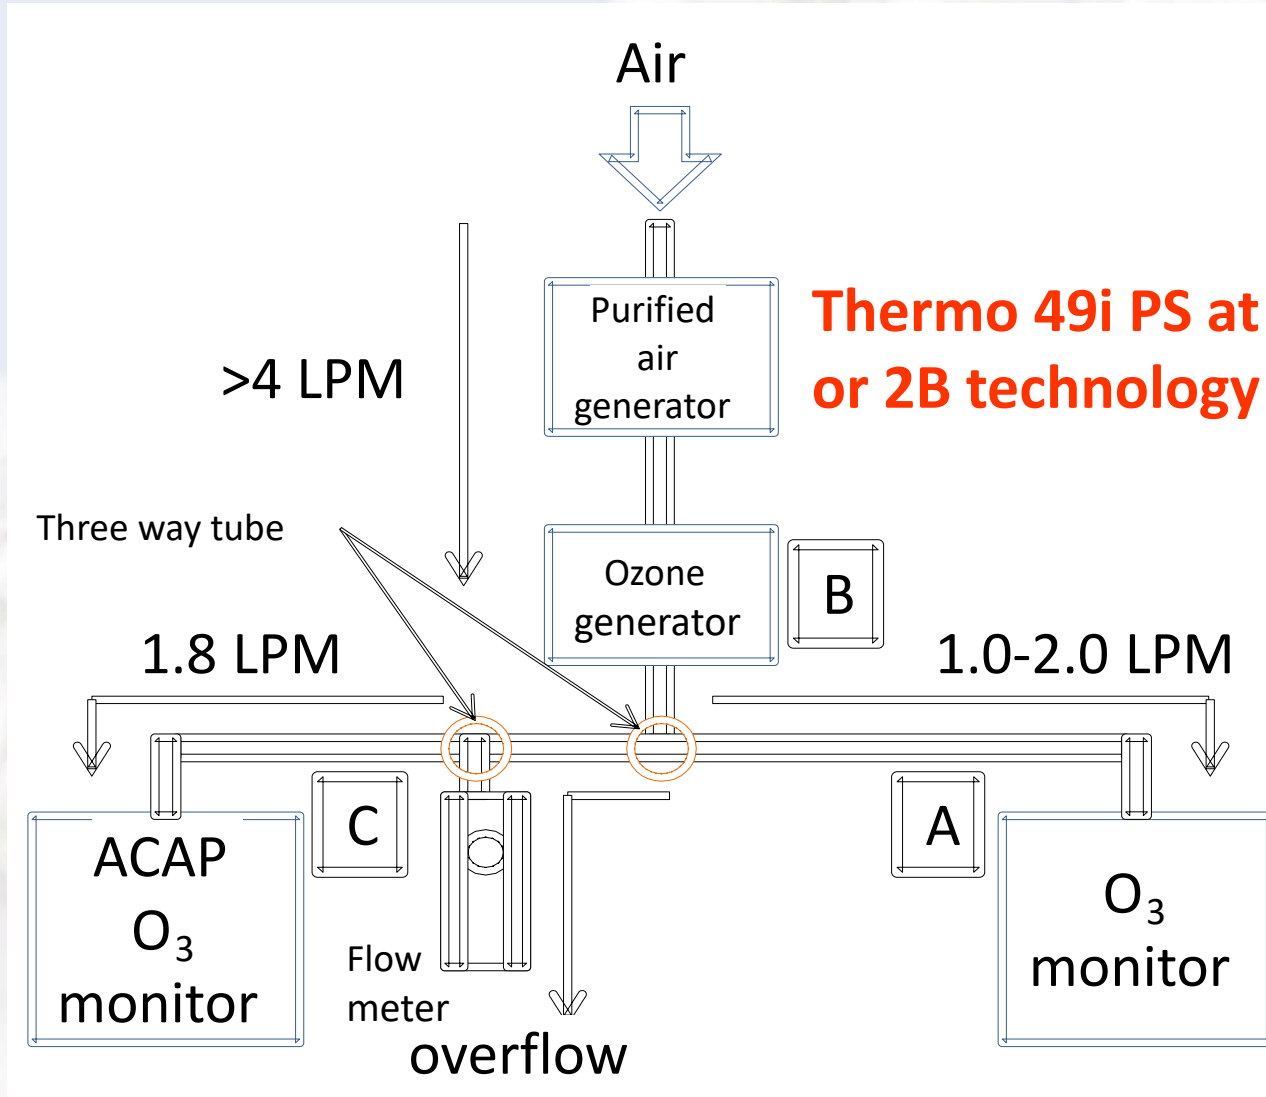 Air
Purified
air
generator
Thermo 49i PS at
or 2B technology
>4 LPM
Three way tube
Ozone
generator
B
1.8 LPM
1.0-2.0 LPM
C
A
ACAP
O₃
monitor
Flow
meter
O₃
monitor
overflow